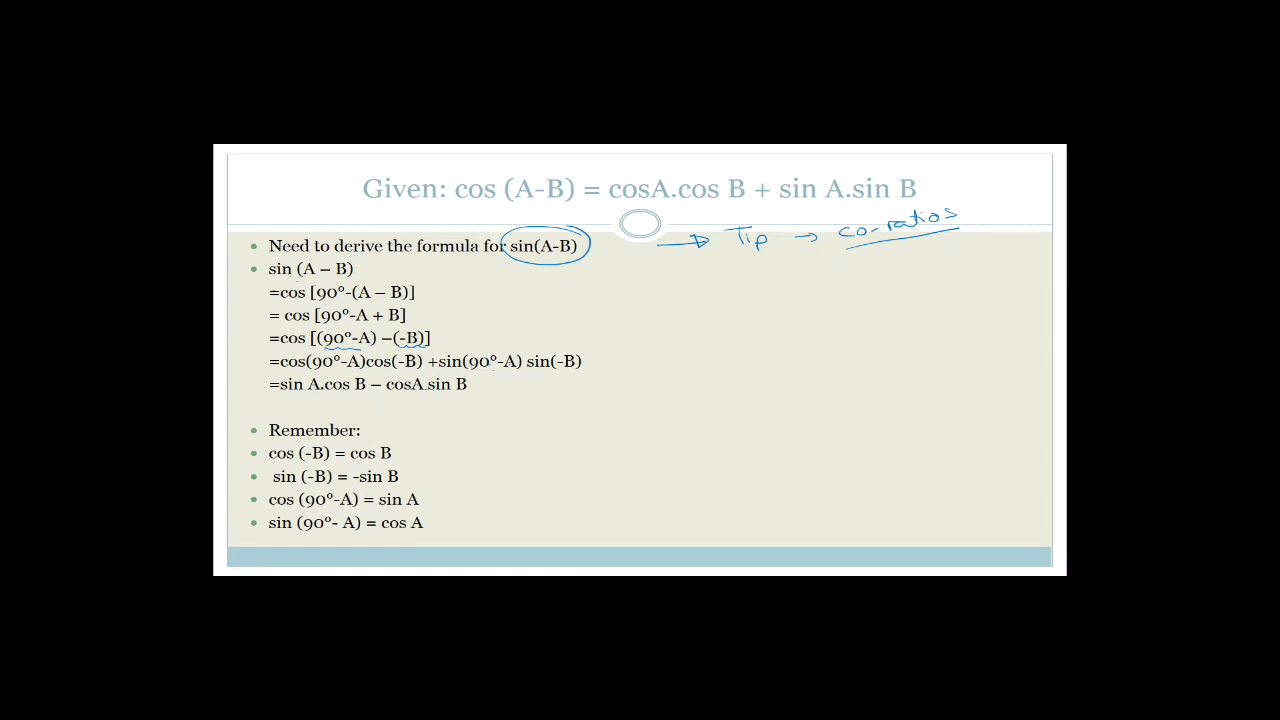 Given: cos (A-B) = cosA.cos B + sin A.sin B
Need to derive the formula for sin(A-B) → Tip → co-ratios
sin (A – B)
=cos [90°-(A – B)]
= cos [90°-A + B]
=cos [(90°-A) –(-B)]
=cos(90°-A)cos(-B) +sin(90°-A) sin(-B)
=sin A.cos B – cosA.sin B
Remember:
cos (-B) = cos B
sin (-B) = -sin B
cos (90°-A) = sin A
sin (90°- A) = cos A